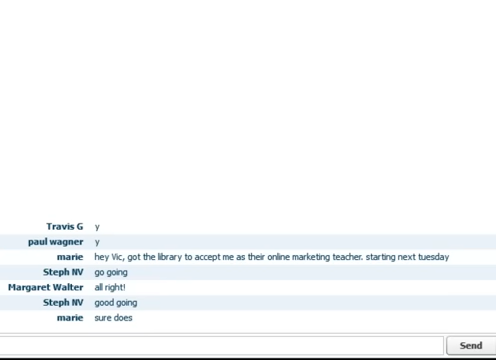 Travis G y
paul wagner y
marie hey Vic, got the library to accept me as their online marketing teacher. starting next tuesday
Steph NV go going
Margaret Walter all right!
Steph NV good going
marie sure does
Send